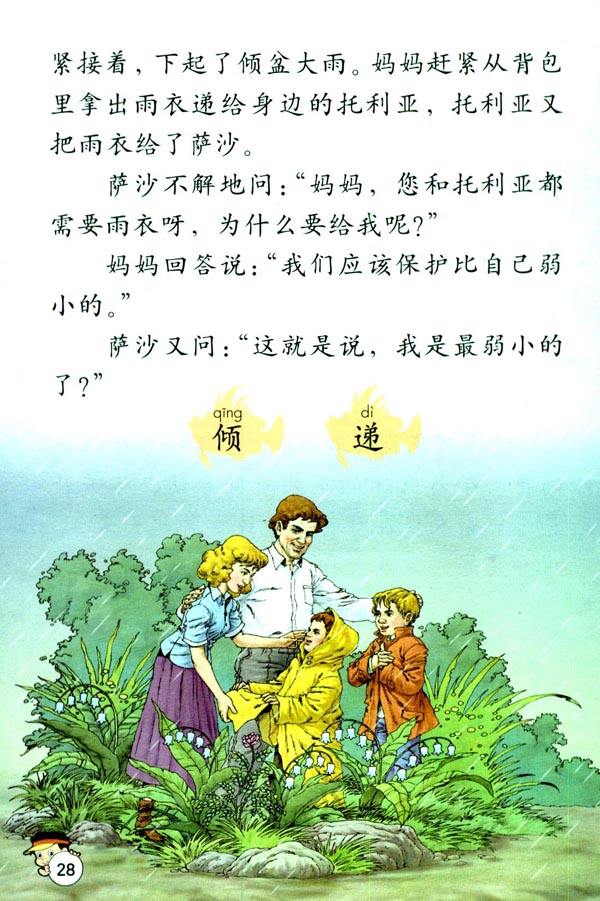 紧接着，下起了倾盆大雨。妈妈赶紧从背包
里拿出雨衣递给身边的托利亚，托利亚又
把雨衣给了萨沙。
萨沙不解地问：“妈妈，您和托利亚都
需要雨衣呀，为什么要给我呢？”
妈妈回答说：“我们应该保护比自己弱
小的。”
萨沙又问：“这就是说，我是最弱小的
了？”
qīng dì
倾 递
28